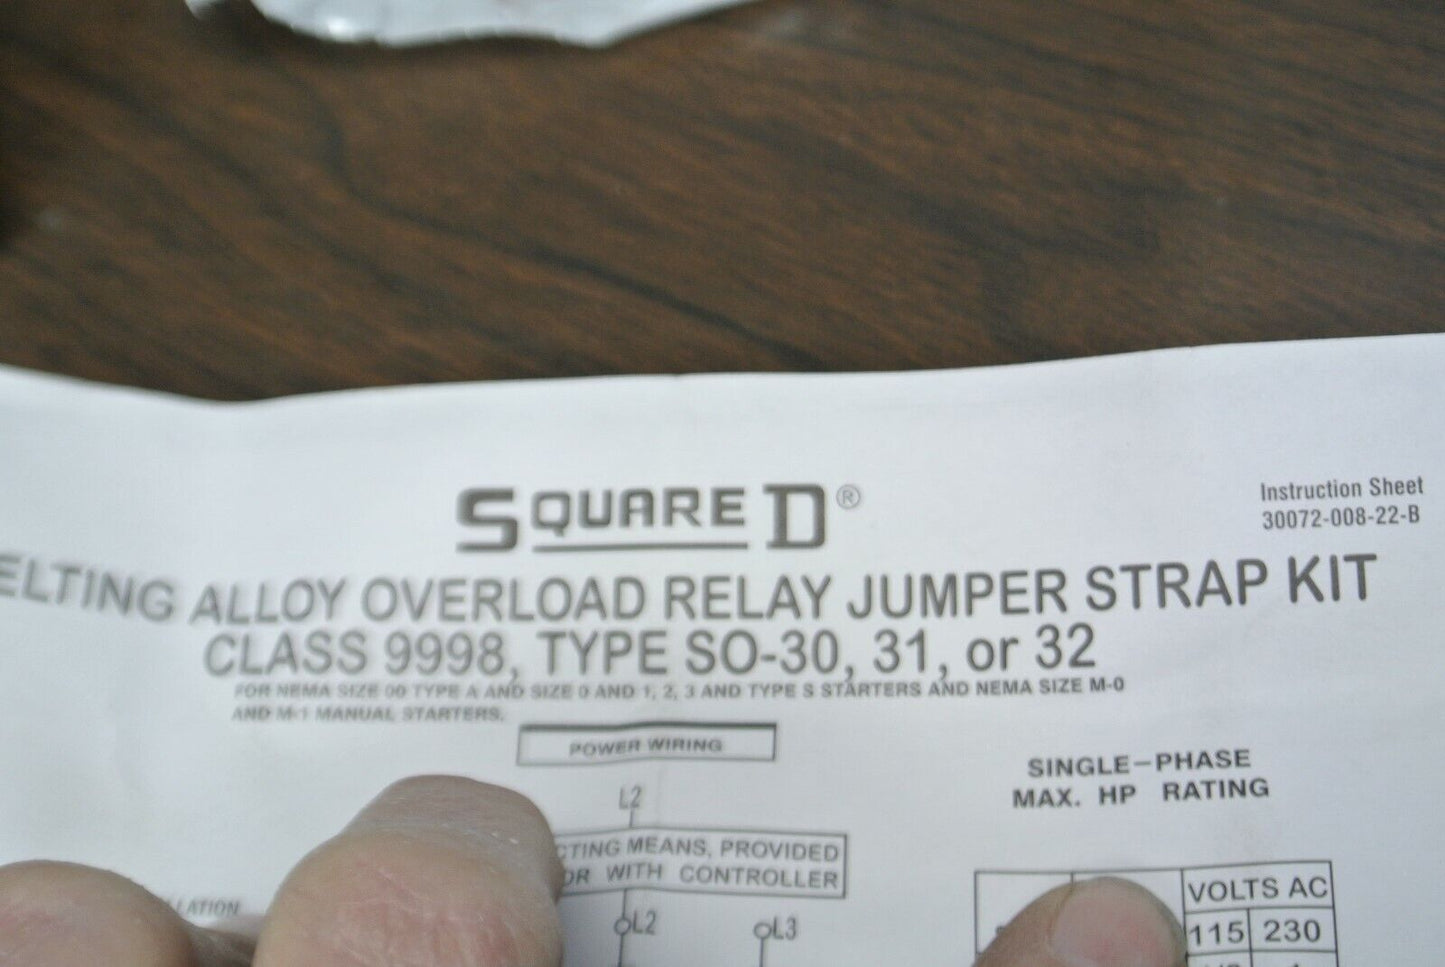 SQUARE D®
Instruction Sheet
30072-008-22-B
ELTING ALLOY OVERLOAD RELAY JUMPER STRAP KIT
CLASS 9998, TYPE SO-30, 31, or 32
FOR NEMA SIZE 00 TYPE A AND SIZE 0 AND 1, 2, 3 AND TYPE S STARTERS AND NEMA SIZE M-0
AND M-1 MANUAL STARTERS.
POWER WIRING
L2
CTING MEANS, PROVIDED
OR WITH CONTROLLER
L2 L3
LLATION
SINGLE-PHASE
MAX. HP RATING
VOLTS AC
115 230